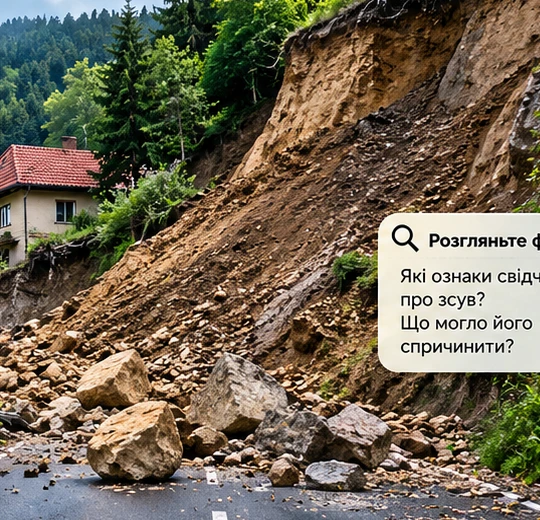 Розгляньте ф
Які ознаки свідч
про зсув?
Що могло його
спричинити?